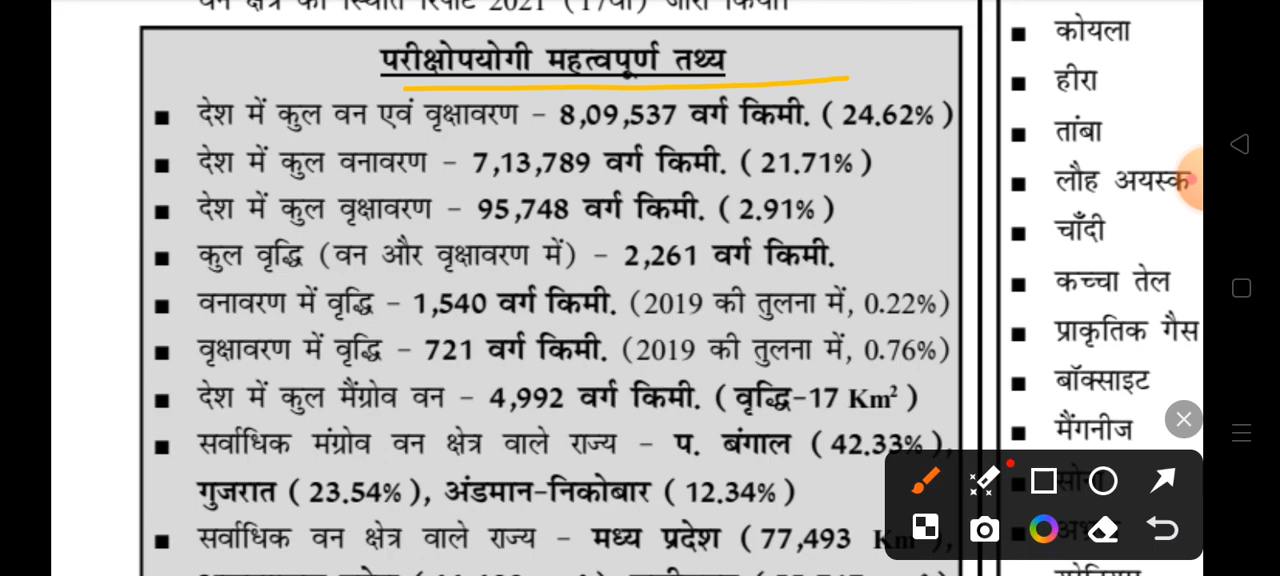 वन क्षेत्र की स्थिति रिपोर्ट 2021 (17वीं) जारी किया।
परीक्षोपयोगी महत्वपूर्ण तथ्य
■ देश में कुल वन एवं वृक्षावरण – 8,09,537 वर्ग किमी. (24.62%)
■ देश में कुल वनावरण – 7,13,789 वर्ग किमी. (21.71%)
■ देश में कुल वृक्षावरण – 95,748 वर्ग किमी. (2.91%)
■ कुल वृद्धि (वन और वृक्षावरण में) – 2,261 वर्ग किमी.
■ वनावरण में वृद्धि – 1,540 वर्ग किमी. (2019 की तुलना में, 0.22%)
■ वृक्षावरण में वृद्धि – 721 वर्ग किमी. (2019 की तुलना में, 0.76%)
■ देश में कुल मैंग्रोव वन – 4,992 वर्ग किमी. (वृद्धि–17 Km²)
■ सर्वाधिक मंग्रोव वन क्षेत्र वाले राज्य – प. बंगाल (42.33%),
गुजरात (23.54%), अंडमान-निकोबार (12.34%)
■ सर्वाधिक वन क्षेत्र वाले राज्य – मध्य प्रदेश (77,493 Km
■ कोयला
■ हीरा
■ तांबा
■ लौह अयस्क
■ चाँदी
■ कच्चा तेल
■ प्राकृतिक गैस
■ बॉक्साइट
■ मैंगनीज
सोना